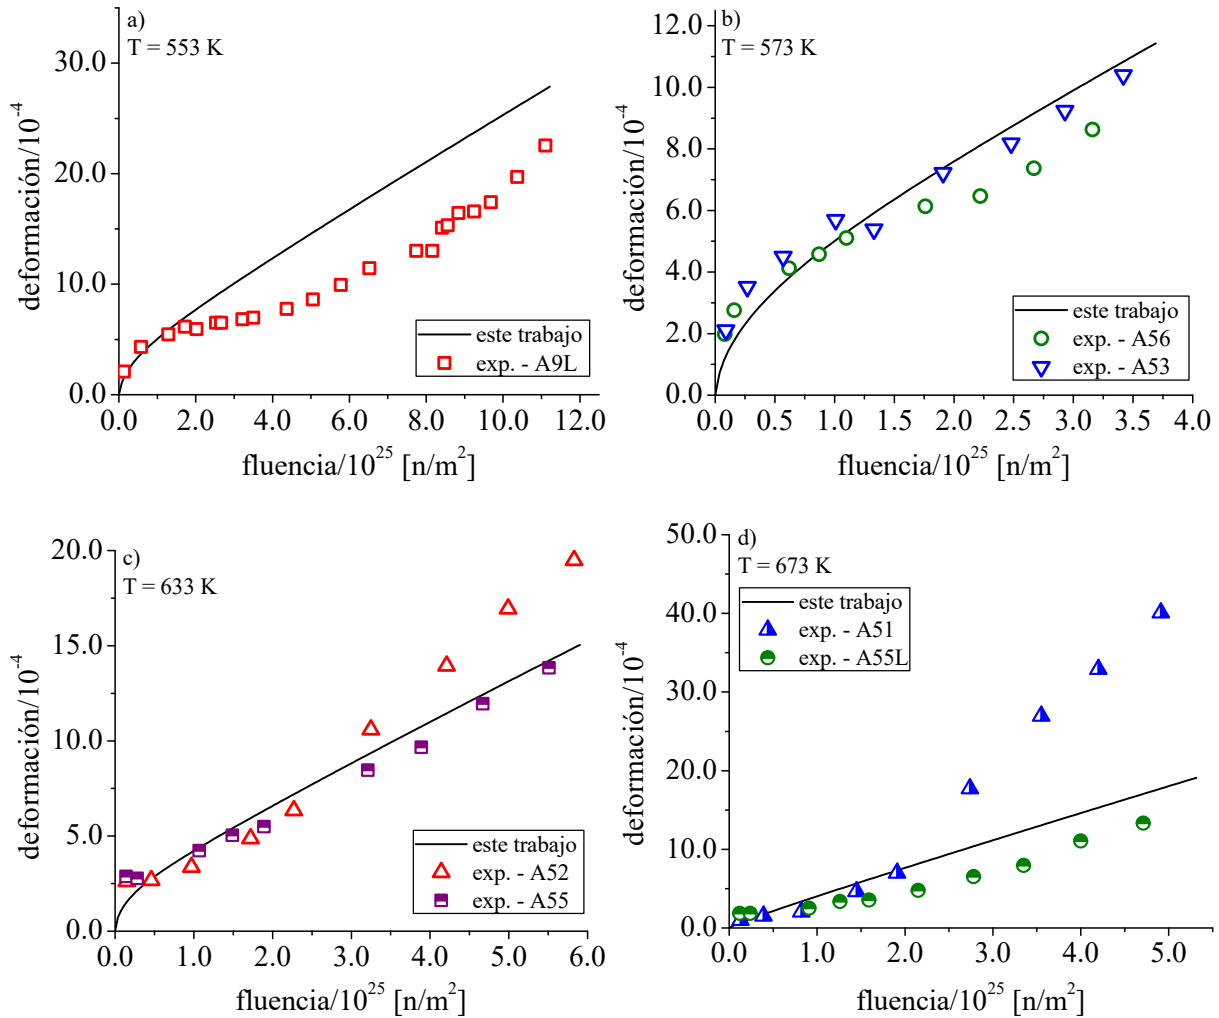 a)
T = 553 K
30.0
20.0
10.0
0.0
deformación/10⁻⁴
este trabajo
exp. - A9L
0.0 2.0 4.0 6.0 8.0 10.0 12.0
fluencia/10²⁵ [n/m²]
b)
T = 573 K
12.0
10.0
8.0
6.0
4.0
2.0
0.0
deformación/10⁻⁴
este trabajo
exp. - A56
exp. - A53
0.0 0.5 1.0 1.5 2.0 2.5 3.0 3.5 4.0
fluencia/10²⁵ [n/m²]
c)
T = 633 K
20.0
15.0
10.0
5.0
0.0
deformación/10⁻⁴
este trabajo
exp. - A52
exp. - A55
0.0 1.0 2.0 3.0 4.0 5.0 6.0
fluencia/10²⁵ [n/m²]
d)
T = 673 K
50.0
40.0
30.0
20.0
10.0
0.0
deformación/10⁻⁴
este trabajo
exp. - A51
exp. - A55L
0.0 1.0 2.0 3.0 4.0 5.0
fluencia/10²⁵ [n/m²]